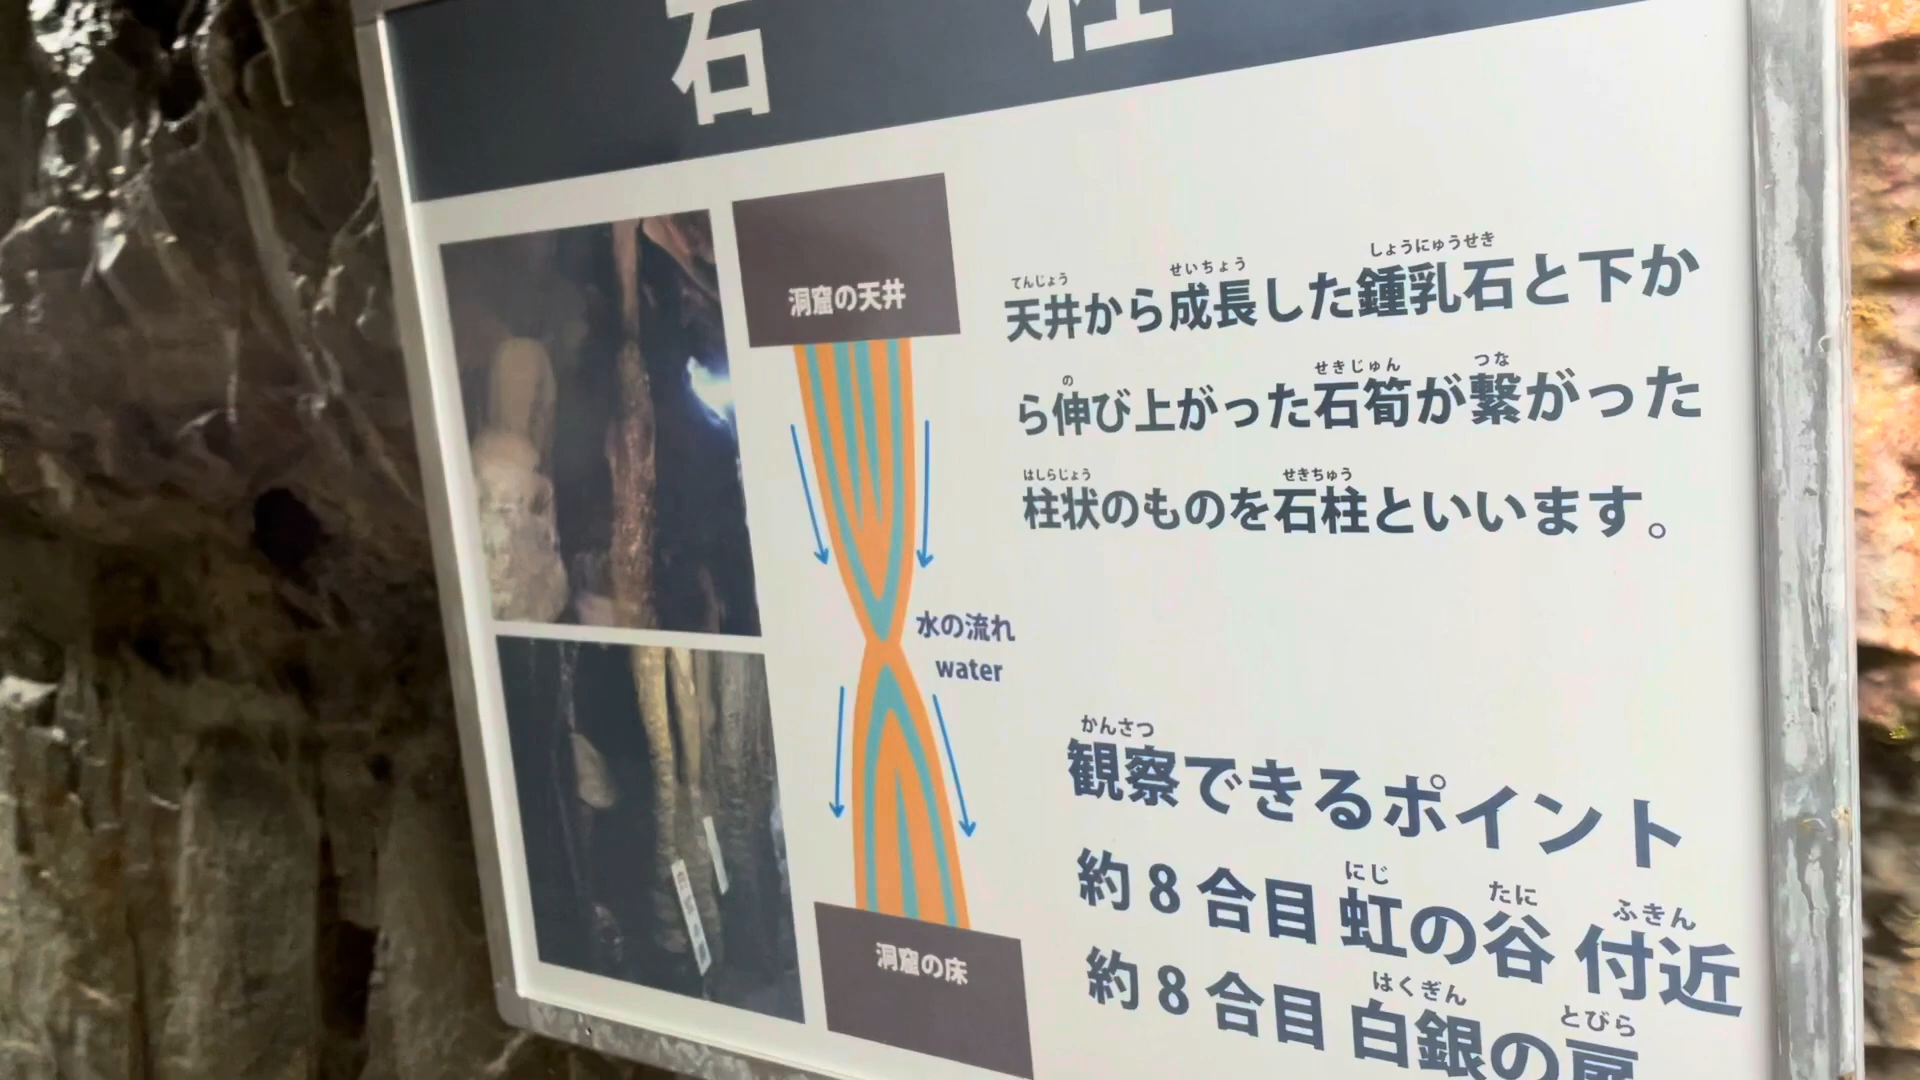 石柱
洞窟の天井
てんじょう せいちょう しょうにゅうせき
天井から成長した鍾乳石と下か
の せきじゅん つな
ら伸び上がった石筍が繋がった
はしらじょう せきちゅう
柱状のものを石柱といいます。
水の流れ
water
かんさつ
観察できるポイント
にじ たに ふきん
約8合目 虹の谷 付近
はくぎん とびら
約8合目 白銀の扉
洞窟の床